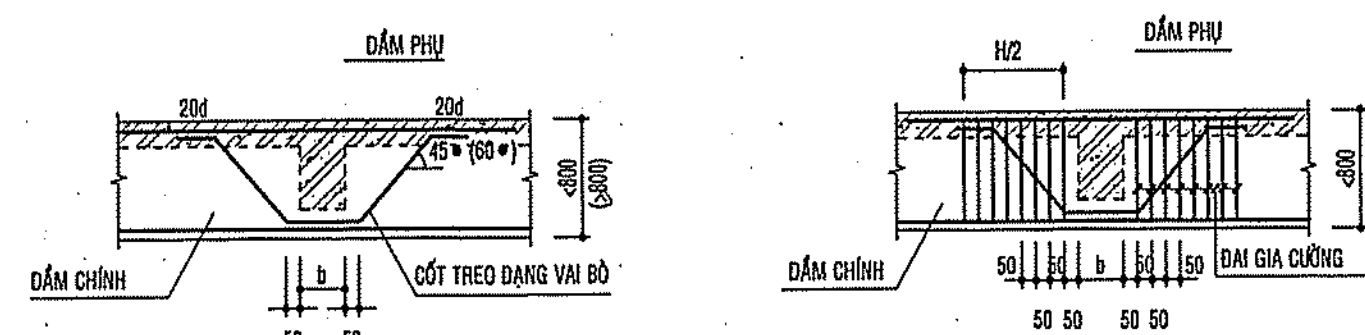 DẦM PHỤ
20d
20d
45° (60°)
<800
(≥800)
DẦM CHÍNH
b
CỐT TREO DẠNG VAI BÒ
50 50
DẦM PHỤ
H/2
<800
DẦM CHÍNH
50 50 b 50 50
ĐAI GIA CƯỜNG
50 50 50 50